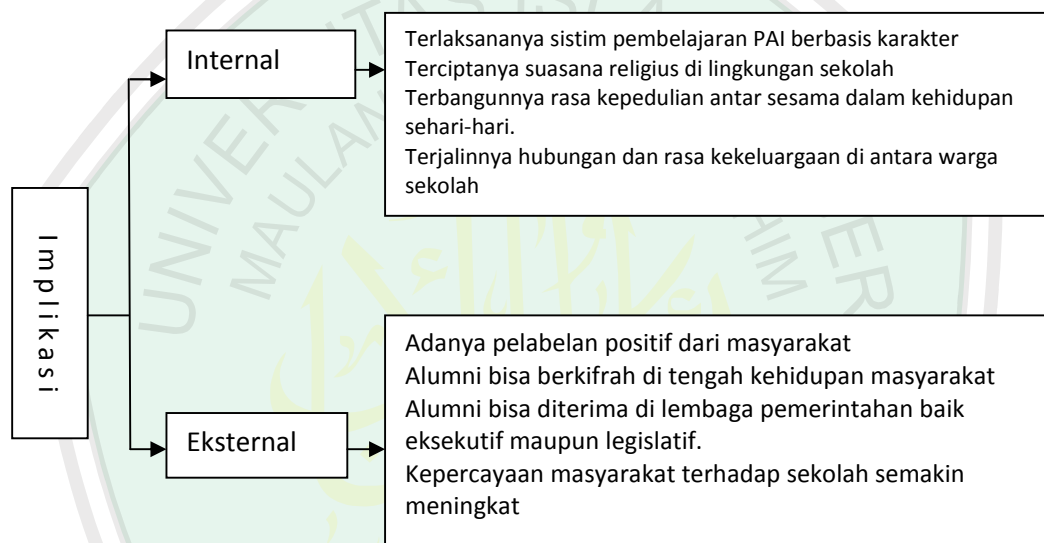 Implikasi
Internal
Terlaksananya sistim pembelajaran PAI berbasis karakter
Terciptanya suasana religius di lingkungan sekolah
Terbangunnya rasa kepedulian antar sesama dalam kehidupan
sehari-hari.
Terjalinnya hubungan dan rasa kekeluargaan di antara warga
sekolah
Eksternal
Adanya pelabelan positif dari masyarakat
Alumni bisa berkifrah di tengah kehidupan masyarakat
Alumni bisa diterima di lembaga pemerintahan baik
eksekutif maupun legislatif.
Kepercayaan masyarakat terhadap sekolah semakin
meningkat